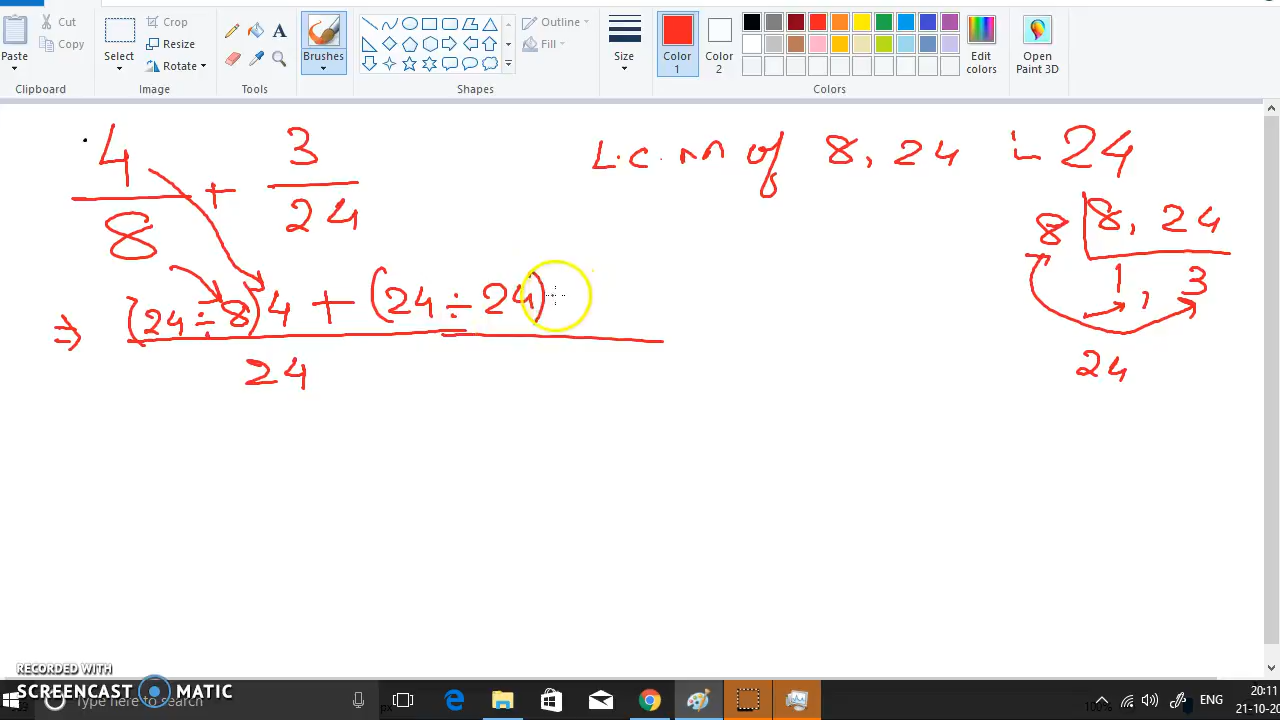 Cut
Copy
Paste
Clipboard
Select
Crop
Resize
Rotate
Image
A
Tools
Brushes
Outline
Fill
Shapes
Size
Color 1
Color 2
Edit colors
Open Paint 3D
Colors
4/8 + 3/24
L.C.M of 8, 24 is 24
8 | 8, 24
1, 3
24
⇒ (24 ÷ 8) 4 + (24 ÷ 24)
24
RECORDED WITH
SCREENCAST MATIC
Type here to search
100%
ENG
20:11
21-10-20